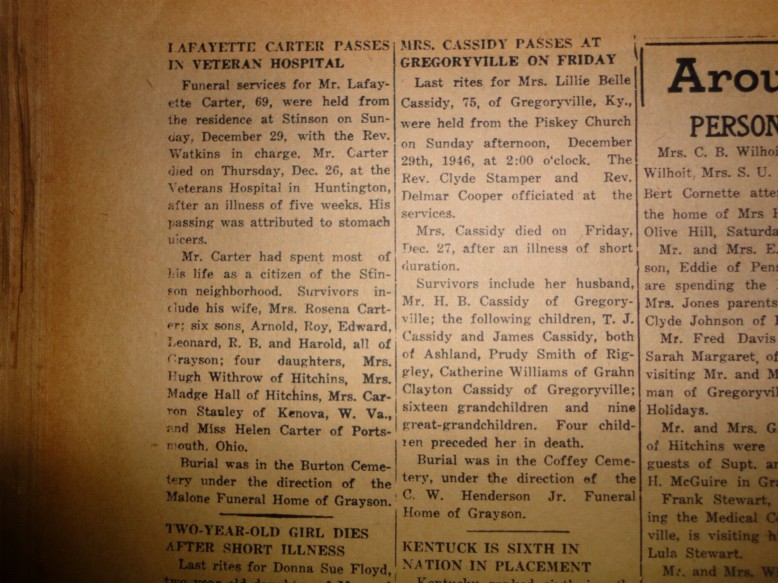 LAFAYETTE CARTER PASSES
IN VETERAN HOSPITAL
Funeral services for Mr. Lafay-
ette Carter, 69, were held from
the residence at Stinson on Sun-
day, December 29, with the Rev.
Watkins in charge. Mr. Carter
died on Thursday, Dec. 26, at the
Veterans Hospital in Huntington,
after an illness of five weeks. His
passing was attributed to stomach
ulcers.
Mr. Carter had spent most of
his life as a citizen of the Stin-
son neighborhood. Survivors in-
clude his wife, Mrs. Rosena Cart-
er; six sons, Arnold, Roy, Edward,
Leonard, R. B. and Harold, all of
Grayson; four daughters, Mrs.
Hugh Withrow of Hitchins, Mrs.
Madge Hall of Hitchins, Mrs. Car-
ron Stanley of Kenova, W. Va.,
and Miss Helen Carter of Ports-
mouth, Ohio.
Burial was in the Burton Ceme-
tery under the direction of the
Malone Funeral Home of Grayson.
TWO-YEAR-OLD GIRL DIES
AFTER SHORT ILLNESS
Last rites for Donna Sue Floyd,
MRS. CASSIDY PASSES AT
GREGORYVILLE ON FRIDAY
Last rites for Mrs. Lillie Belle
Cassidy, 75, of Gregoryville, Ky.,
were held from the Piskey Church
on Sunday afternoon, December
29th, 1946, at 2:00 o'clock. The
Rev. Clyde Stamper and Rev.
Delmar Cooper officiated at the
services.
Mrs. Cassidy died on Friday,
Dec. 27, after an illness of short
duration.
Survivors include her husband,
Mr. H. B. Cassidy of Gregory-
ville; the following children, T. J.
Cassidy and James Cassidy, both
of Ashland, Prudy Smith of Rig-
gley, Catherine Williams of Grahn
Clayton Cassidy of Gregoryville;
sixteen grandchildren and nine
great-grandchildren. Four child-
ren preceded her in death.
Burial was in the Coffey Ceme-
tery, under the direction of the
C. W. Henderson Jr. Funeral
Home of Grayson.
KENTUCK IS SIXTH IN
NATION IN PLACEMENT
Arou
PERSON
Mrs. C. B. Wilhoi
Wilhoit, Mrs. S. U.
Bert Cornette atte
the home of Mrs
Olive Hill, Saturda
Mr. and Mrs. E.
son, Eddie of Pen
are spending the
Mrs. Jones parents
Clyde Johnson of
Mr. Fred Davis
Sarah Margaret, of
visiting Mr. and M
man of Gregoryvil
Holidays.
Mr. and Mrs. G
of Hitchins were
guests of Supt. a
H. McGuire in Gra
Frank Stewart,
ing the Medical Co
ville, is visiting h
Lula Stewart.
Mr. and Mrs. W